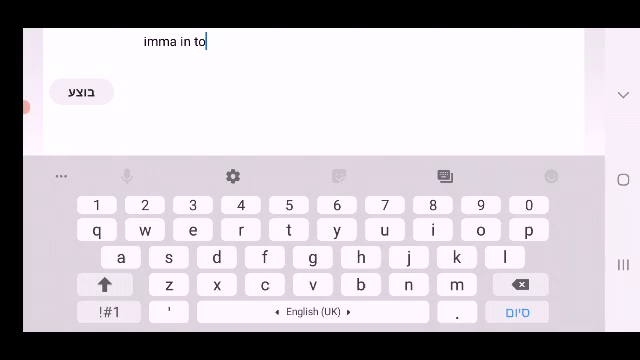 imma in to
בוצע
1 2 3 4 5 6 7 8 9 0
q w e r t y u i o p
a s d f g h j k l
z x c v b n m
!#1 ' English (UK) . סיום